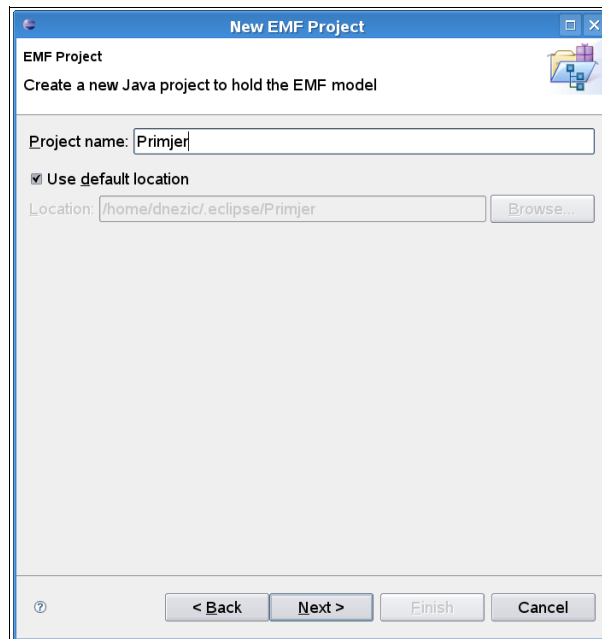 New EMF Project
EMF Project
Create a new Java project to hold the EMF model
Project name: Primjer
Use default location
Location: /home/dnezic/.eclipse/Primjer Browse...
< Back Next > Finish Cancel